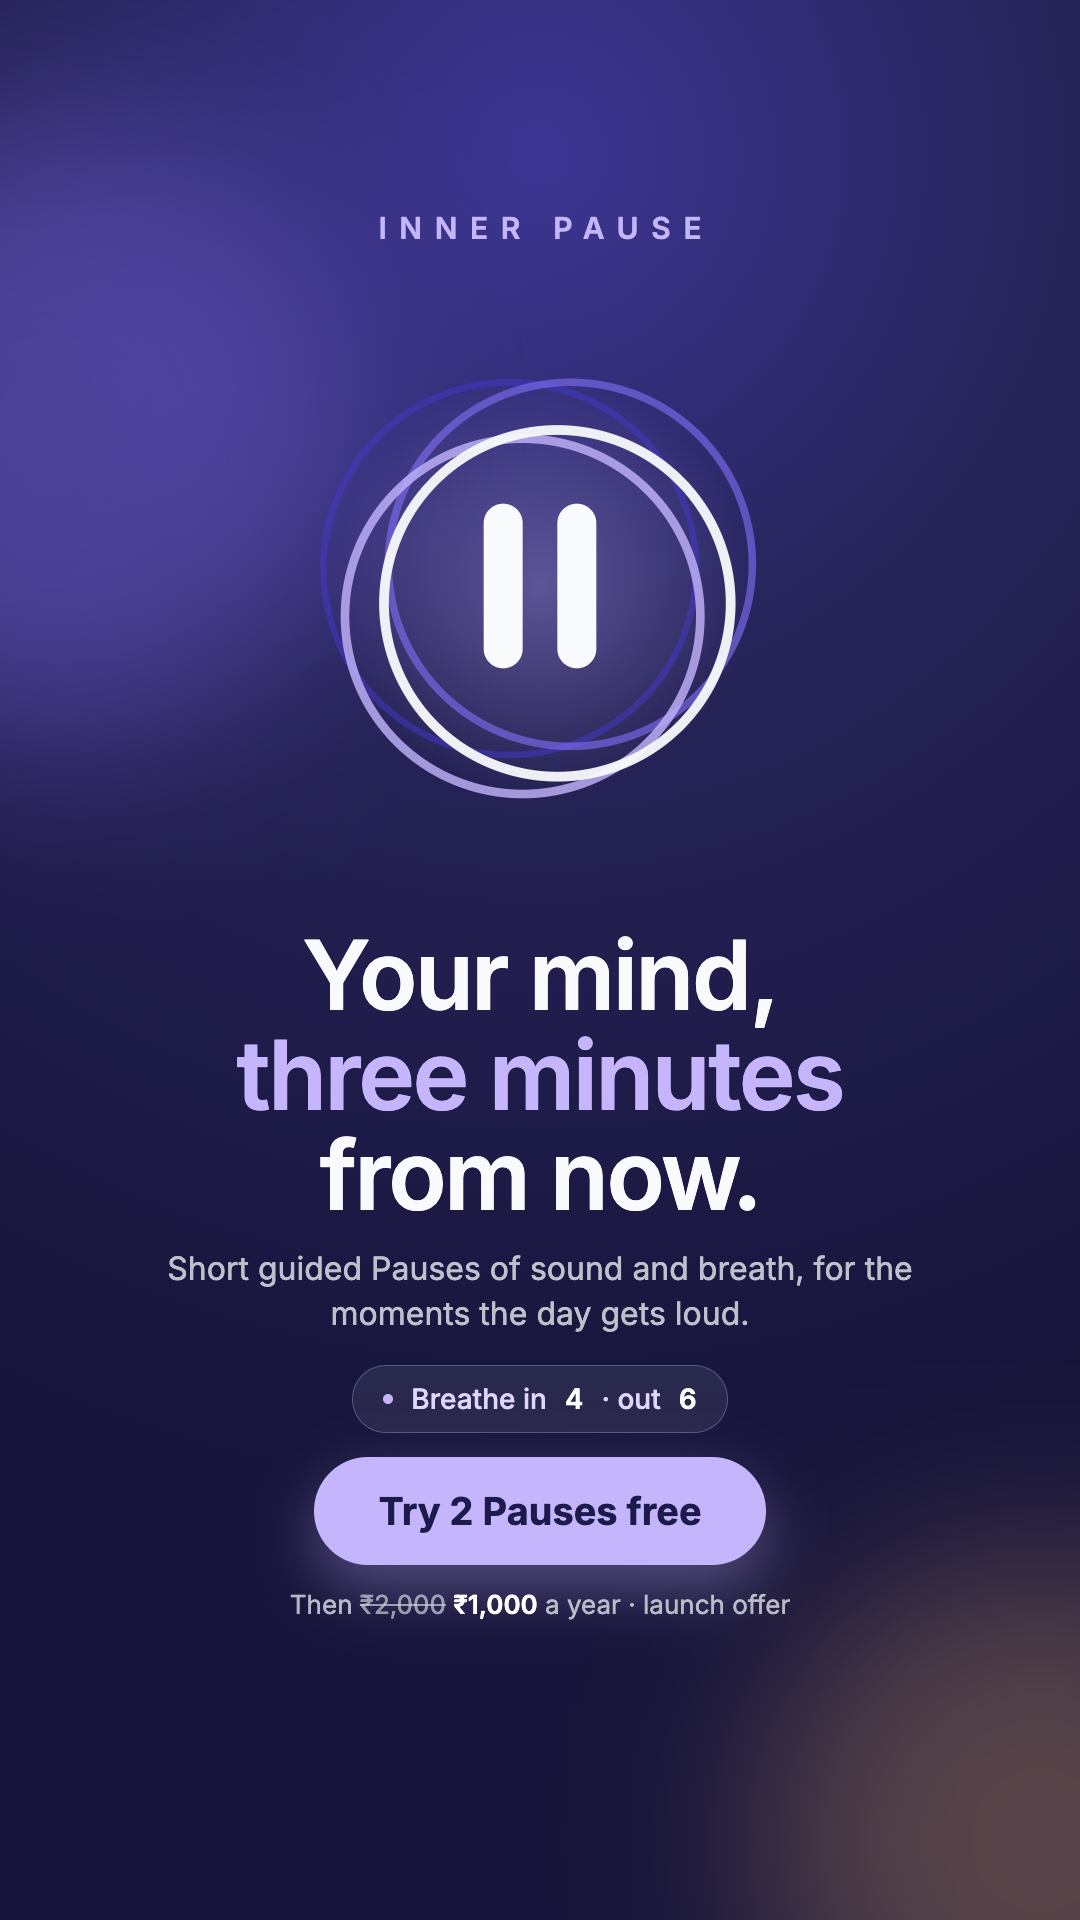 INNER PAUSE
Your mind,
three minutes
from now.
Short guided Pauses of sound and breath, for the
moments the day gets loud.
• Breathe in 4 · out 6
Try 2 Pauses free
Then ₹2,000 ₹1,000 a year · launch offer